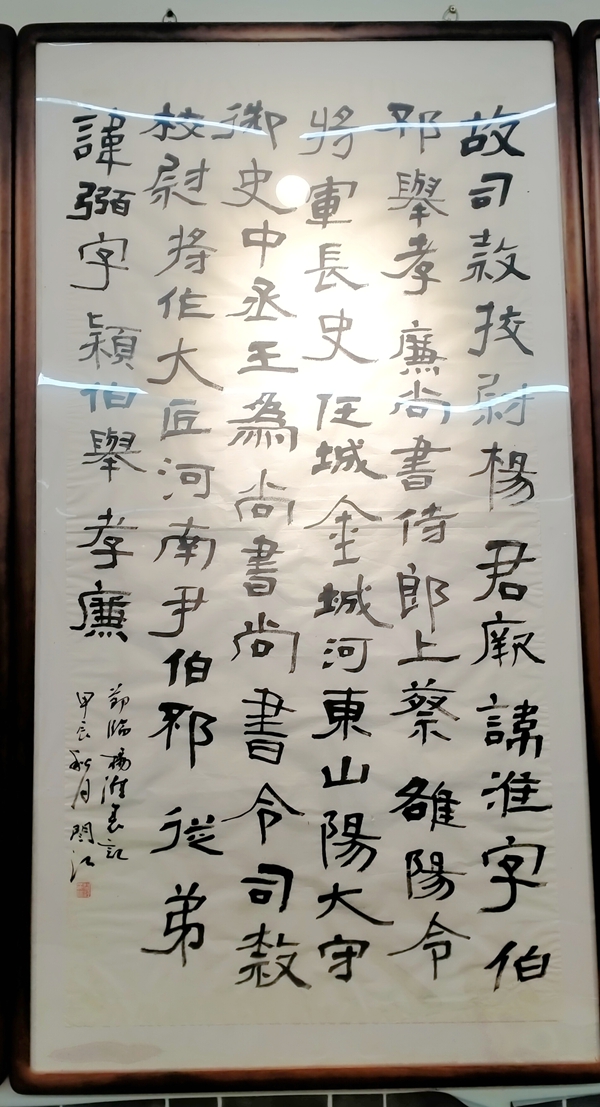 故司隸挍尉楊君厥諱淮字伯
邳舉孝廉尚書侍郎上蔡雒陽令
將軍長史任城金城河東山陽大守
御史中丞王為尚書尚書令司隸
校尉將作大匠河南尹伯邳從弟
諱弼字穎伯舉孝廉
節臨楊淮表記
甲辰秋月